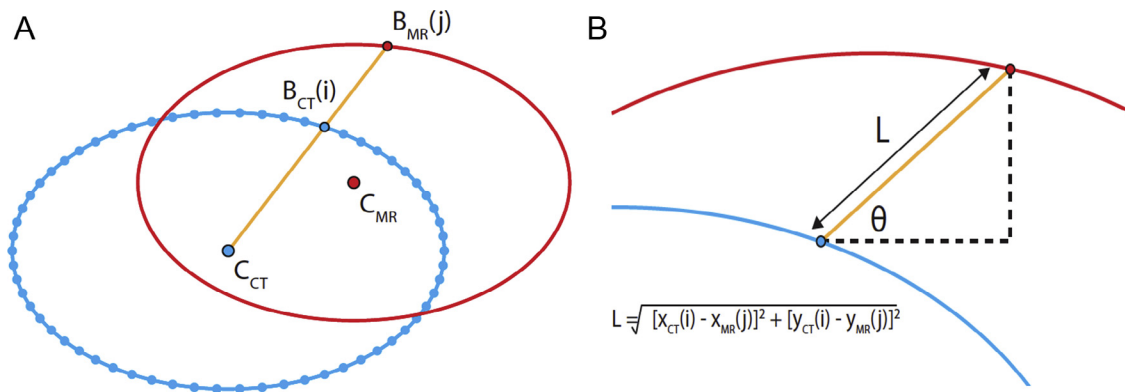 A
B_MR(j)
B_CT(i)
C_MR
C_CT
B
L
θ
L = √[x_CT(i) - x_MR(j)]² + [y_CT(i) - y_MR(j)]²